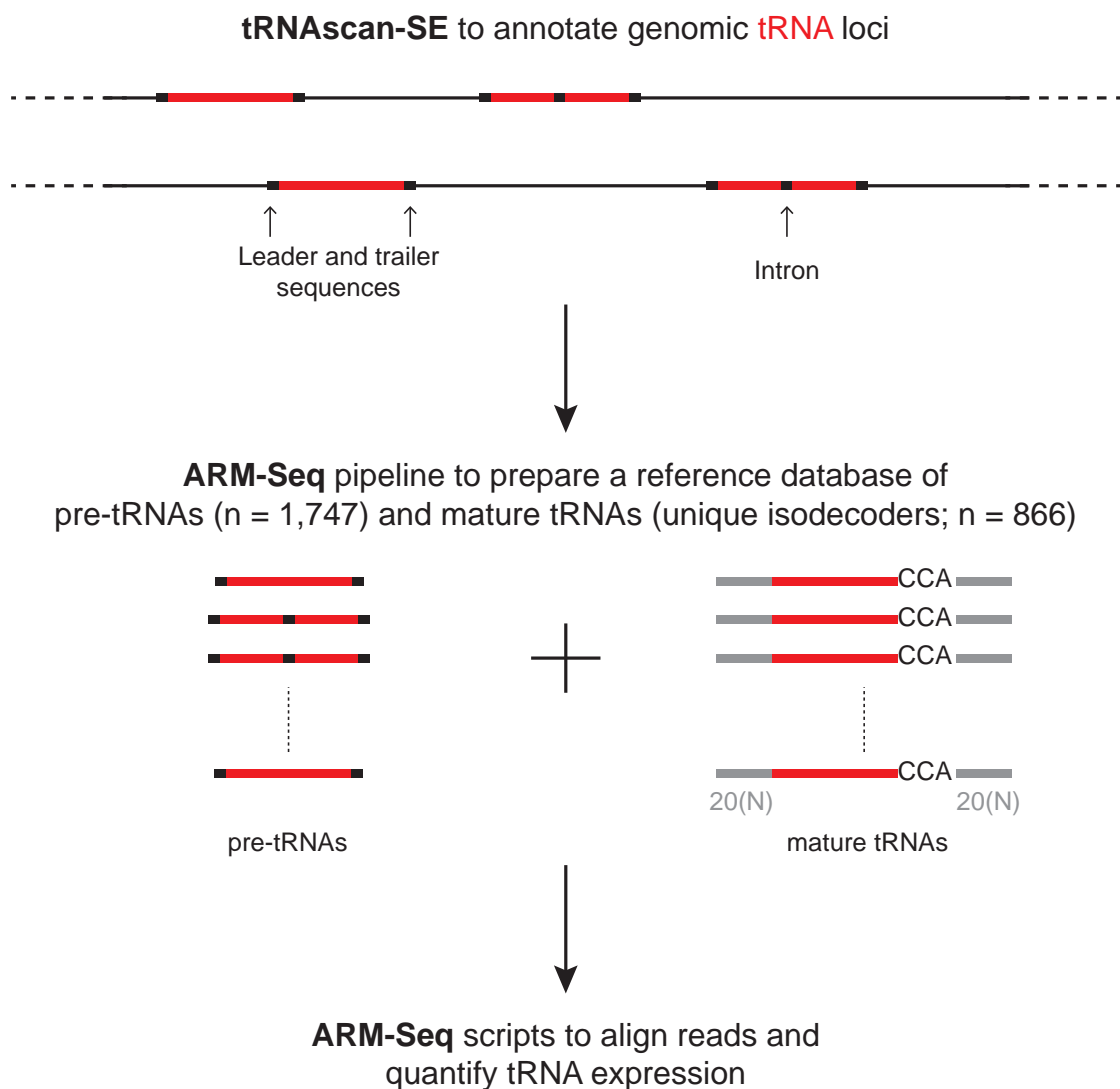 tRNAscan-SE to annotate genomic tRNA loci
Leader and trailer
sequences
Intron
ARM-Seq pipeline to prepare a reference database of
pre-tRNAs (n = 1,747) and mature tRNAs (unique isodecoders; n = 866)
CCA
CCA
CCA
CCA
20(N) 20(N)
pre-tRNAs mature tRNAs
ARM-Seq scripts to align reads and
quantify tRNA expression